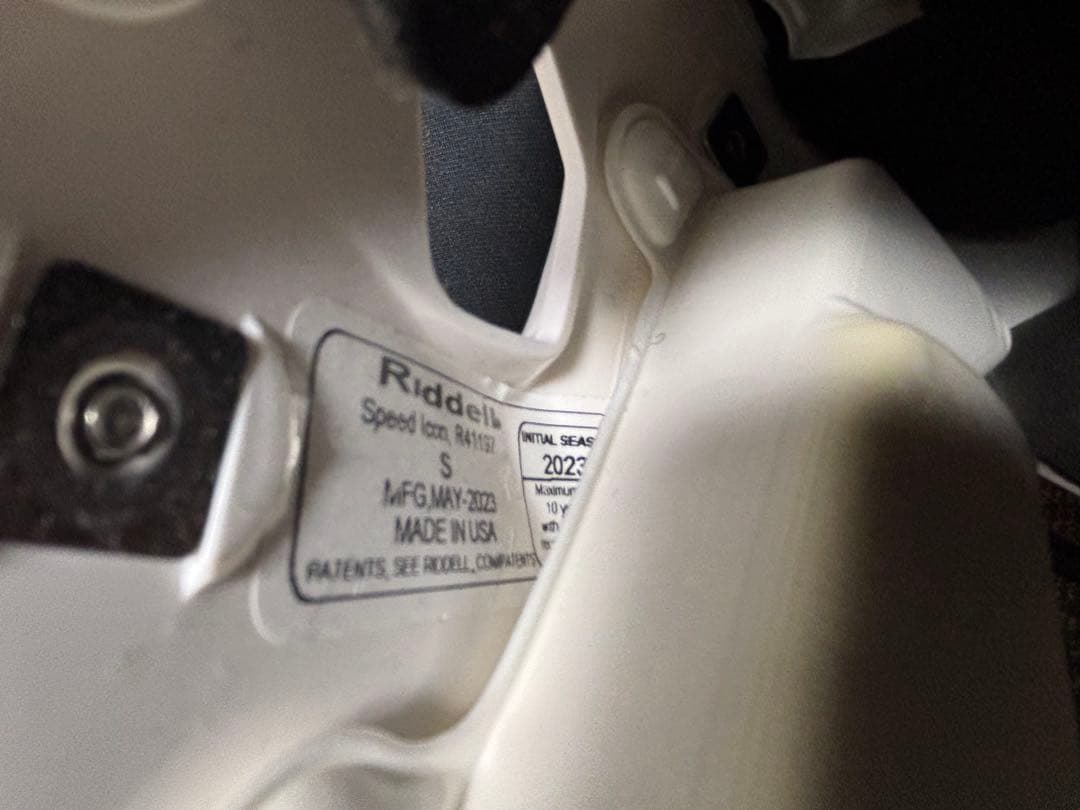 Riddell
Speed Icon, R41197
S
MFG, MAY-2023
MADE IN USA
PATENTS, SEE RIDDELL.COM/PATENTS
INITIAL SEAS
2023
Maximum
10 y
with